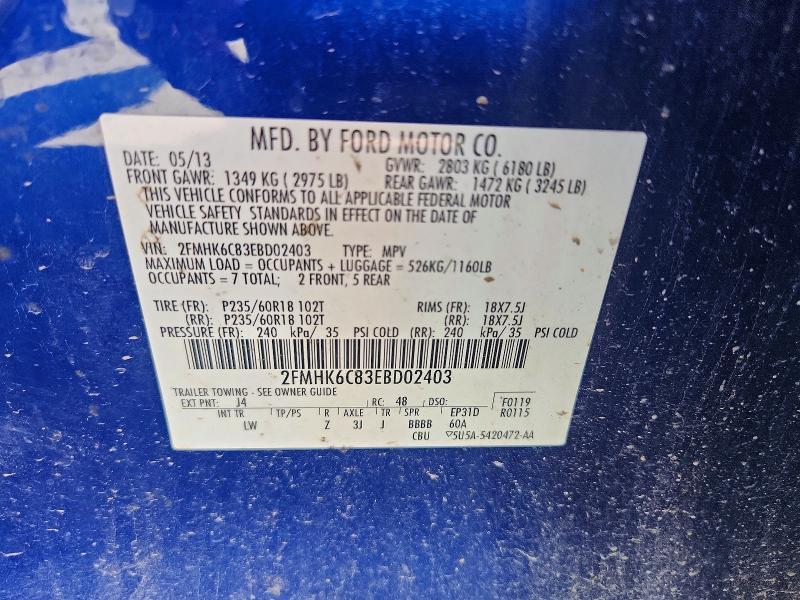 MFD. BY FORD MOTOR CO.
DATE: 05/13 GVWR: 2803 KG ( 6180 LB)
FRONT GAWR: 1349 KG ( 2975 LB) REAR GAWR: 1472 KG ( 3245 LB)
THIS VEHICLE CONFORMS TO ALL APPLICABLE FEDERAL MOTOR
VEHICLE SAFETY STANDARDS IN EFFECT ON THE DATE OF
MANUFACTURE SHOWN ABOVE.
VIN: 2FMHK6C83EBD02403 TYPE: MPV
MAXIMUM LOAD = OCCUPANTS + LUGGAGE = 526KG/1160LB
OCCUPANTS = 7 TOTAL; 2 FRONT, 5 REAR
TIRE (FR): P235/60R18 102T RIMS (FR): 18X7.5J
(RR): P235/60R18 102T (RR): 18X7.5J
PRESSURE (FR): 240 kPa/ 35 PSI COLD (RR): 240 kPa/ 35 PSI COLD
2FMHK6C83EBD02403
TRAILER TOWING - SEE OWNER GUIDE
EXT PNT: J4 RC: 48 DSO: F0119
INT TR TP/PS R AXLE TR SPR EP31D R0115
LW Z 3J J BBBB 60A
CBU 5U5A-5420472-AA